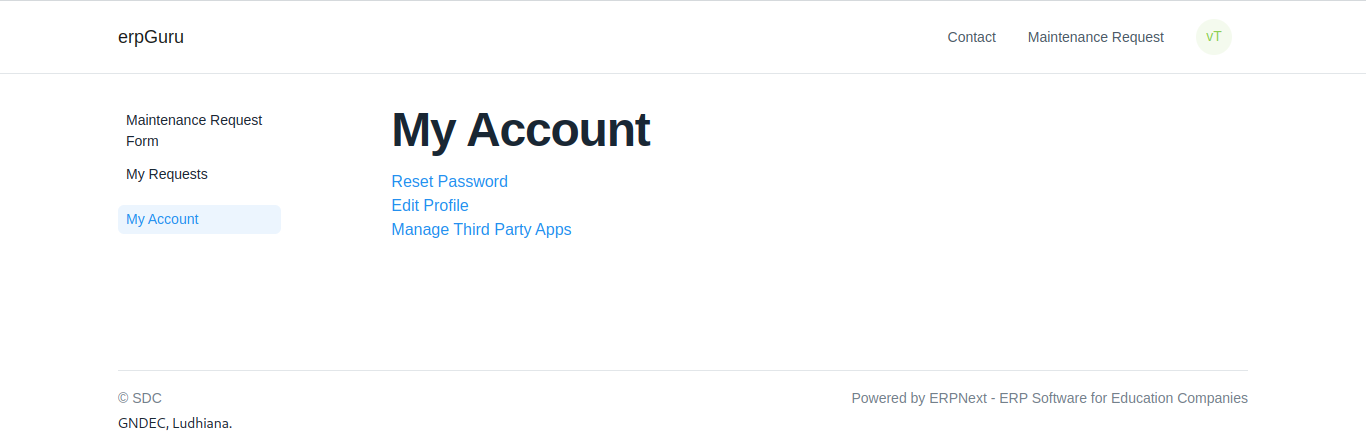 erpGuru
Contact
Maintenance Request
vT
Maintenance Request
Form
My Requests
My Account
My Account
Reset Password
Edit Profile
Manage Third Party Apps
© SDC
Powered by ERPNext - ERP Software for Education Companies
GNDEC, Ludhiana.